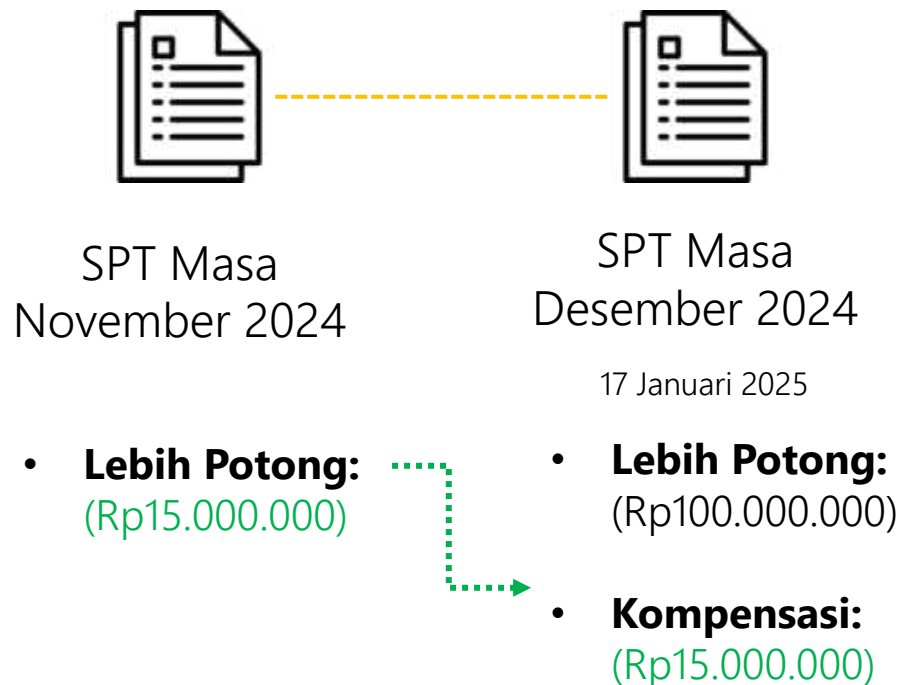 SPT Masa
November 2024
• Lebih Potong:
(Rp15.000.000)
SPT Masa
Desember 2024
17 Januari 2025
• Lebih Potong:
(Rp100.000.000)
• Kompensasi:
(Rp15.000.000)